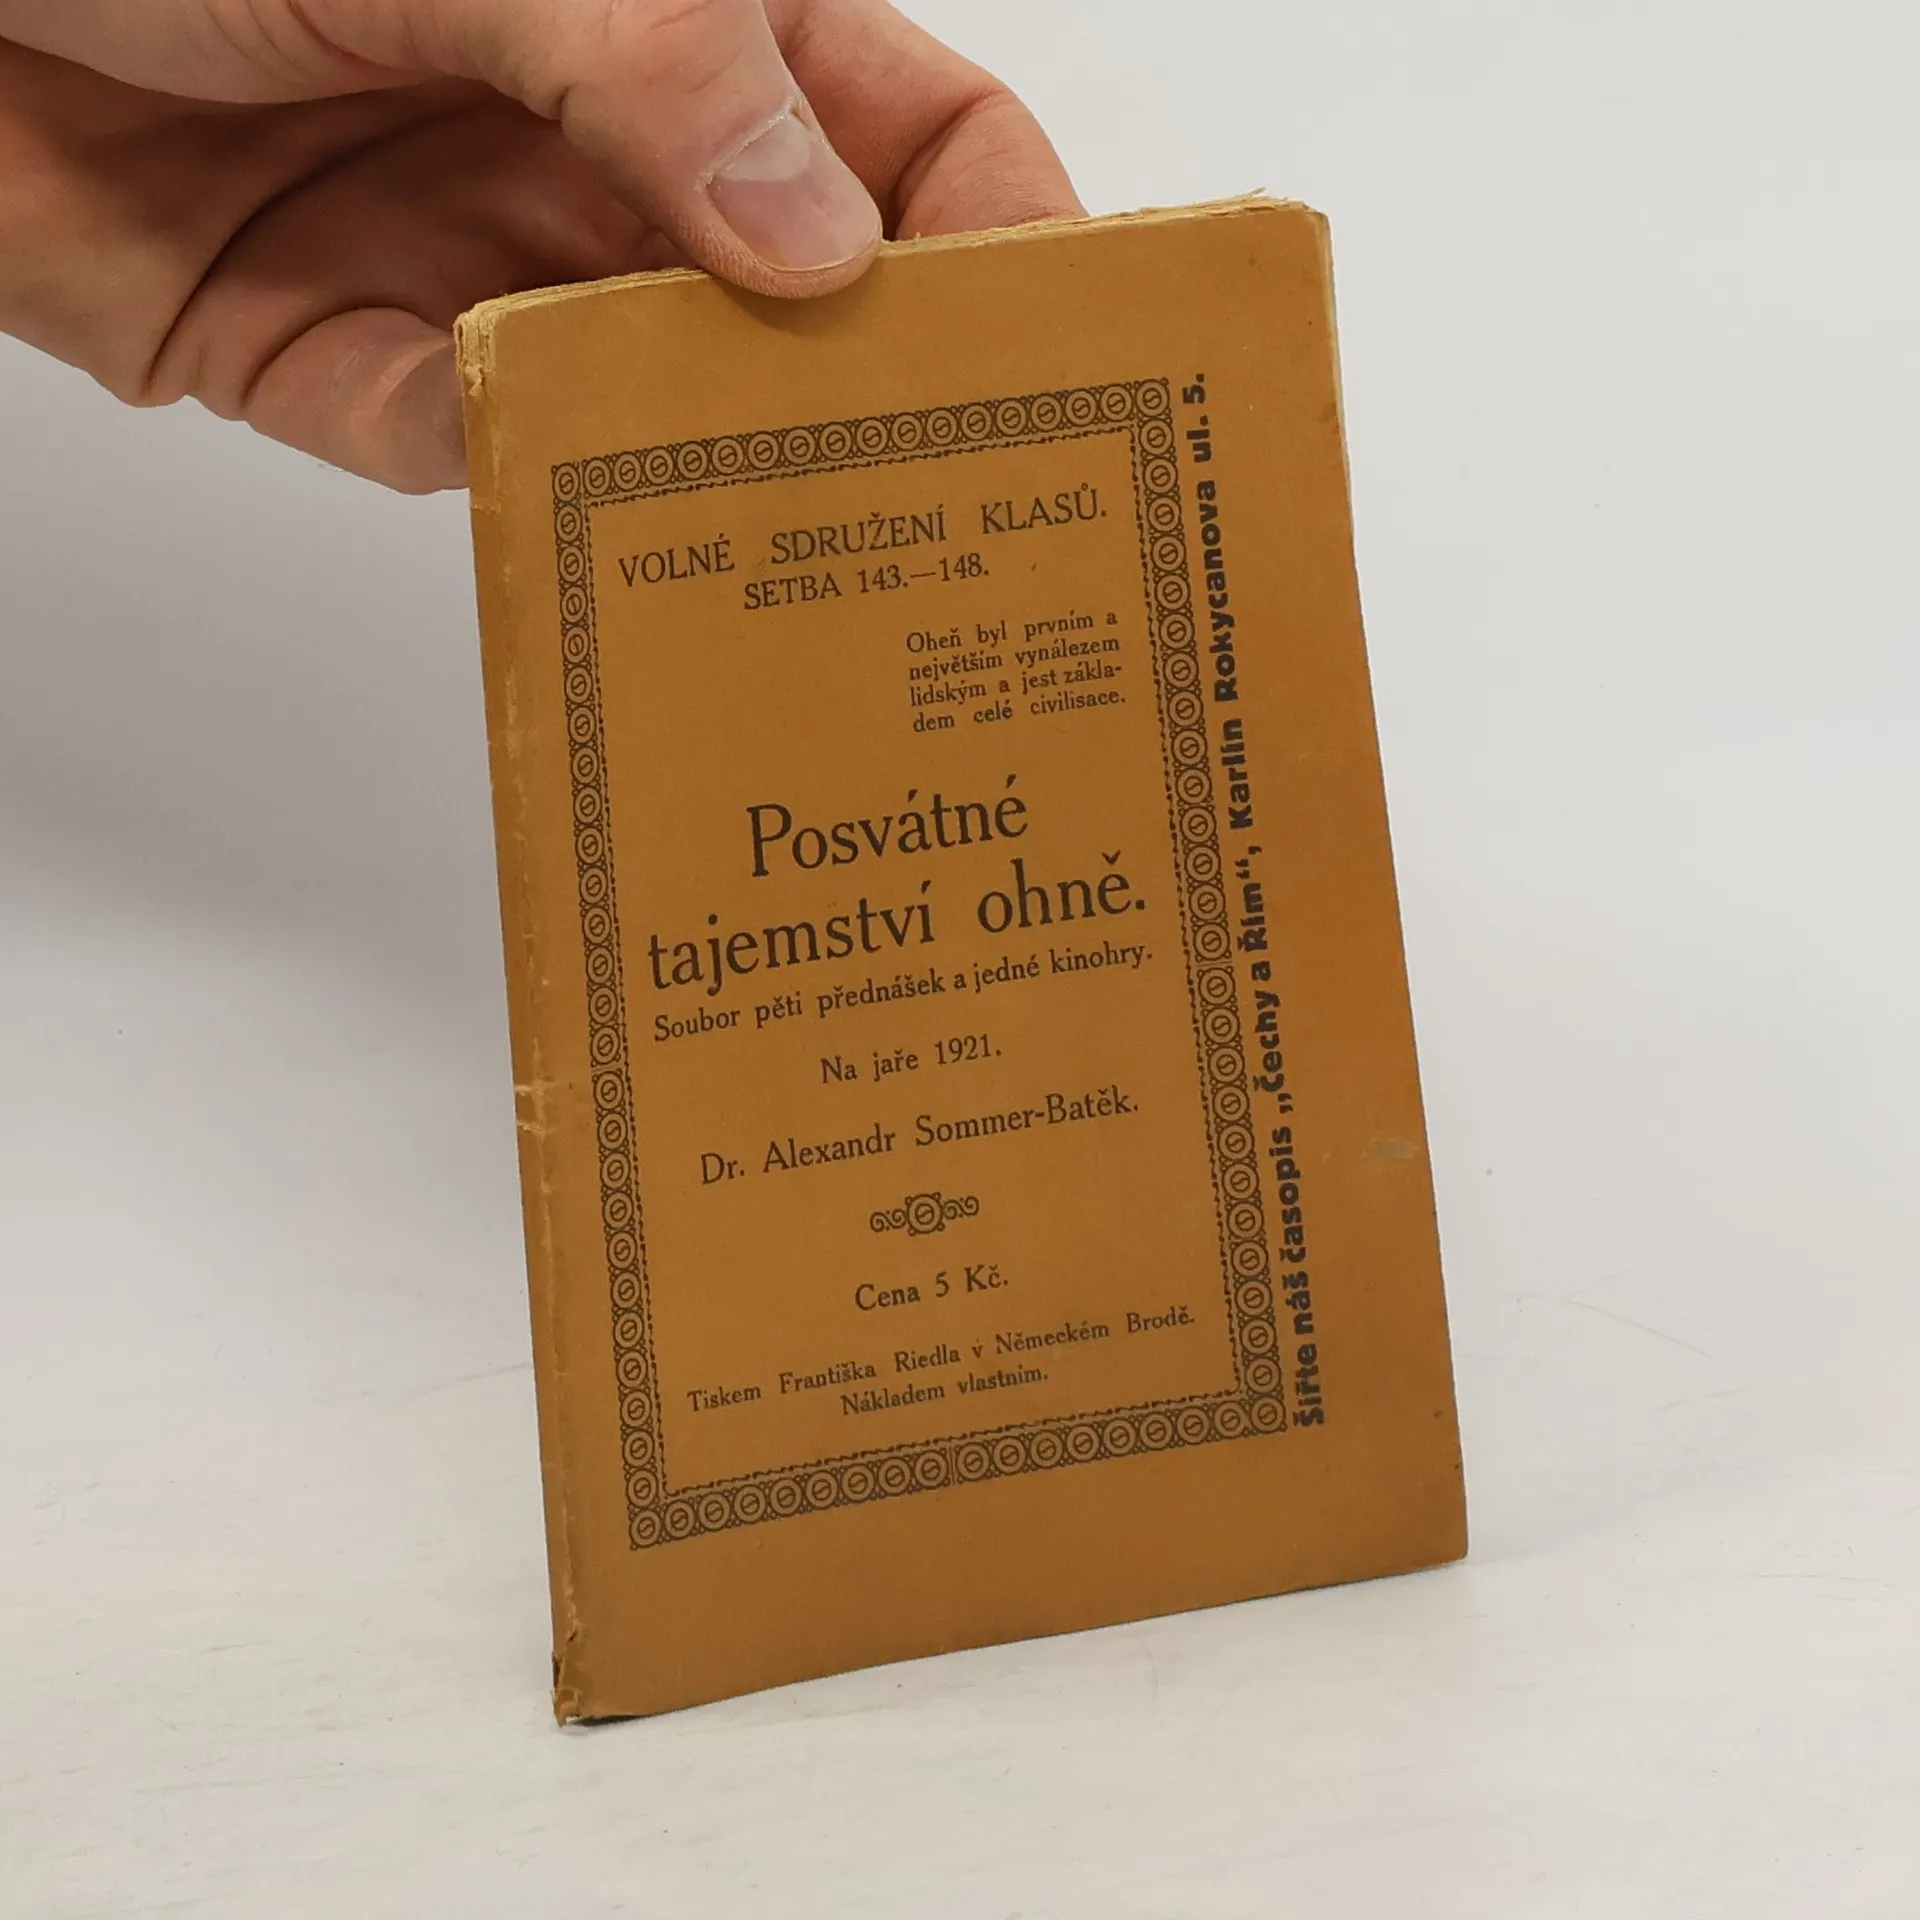 VOLNÉ SDRUŽENÍ KLASŮ.
SETBA 143.—148.
Oheň byl prvním a
největším vynálezem
lidským a jest zákla-
dem celé civilisace.
Posvátné
tajemství ohně.
Soubor pěti přednášek a jedné kinohry.
Na jaře 1921.
Dr. Alexandr Sommer-Batěk.
Cena 5 Kč.
Tiskem Františka Riedla v Německém Brodě.
Nákladem vlastním.
Šiřte náš časopis „Čechy a Řím“, Karlín Rokycanova ul. 5.